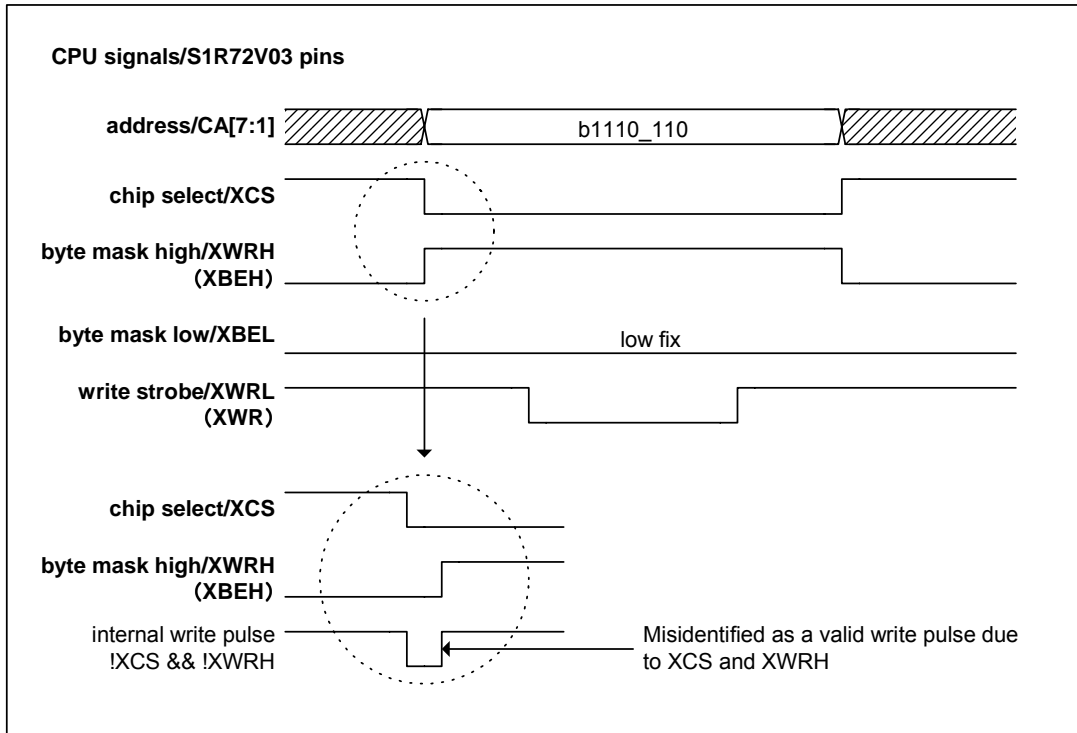 CPU signals/S1R72V03 pins
address/CA[7:1]
b1110_110
chip select/XCS
byte mask high/XWRH
（XBEH）
byte mask low/XBEL
low fix
write strobe/XWRL
（XWR）
chip select/XCS
byte mask high/XWRH
（XBEH）
internal write pulse
!XCS && !XWRH
Misidentified as a valid write pulse due
to XCS and XWRH